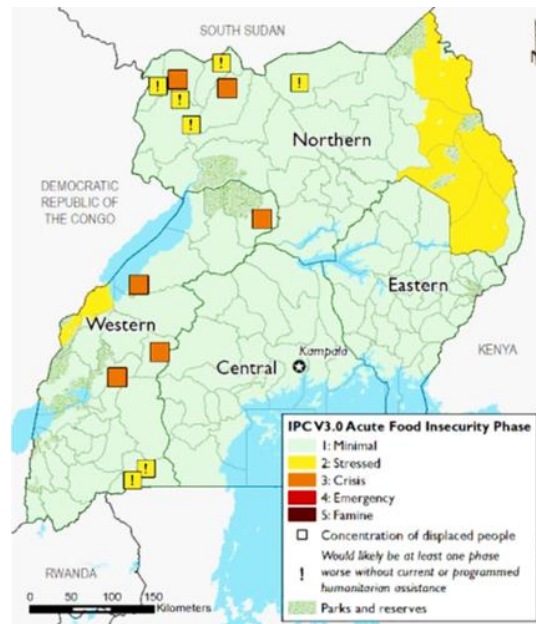 SOUTH SUDAN
N
!
!
!
!
!
Northern
DEMOCRATIC
REPUBLIC OF
THE CONGO
Eastern
Western
Kampala
Central
KENYA
IPC V3.0 Acute Food Insecurity Phase
1: Minimal
2: Stressed
3: Crisis
4: Emergency
5: Famine
Concentration of displaced people
! Would likely be at least one phase
worse without current or programmed
humanitarian assistance
Parks and reserves
!
!
RWANDA
0 25 50 100 150
Kilometers